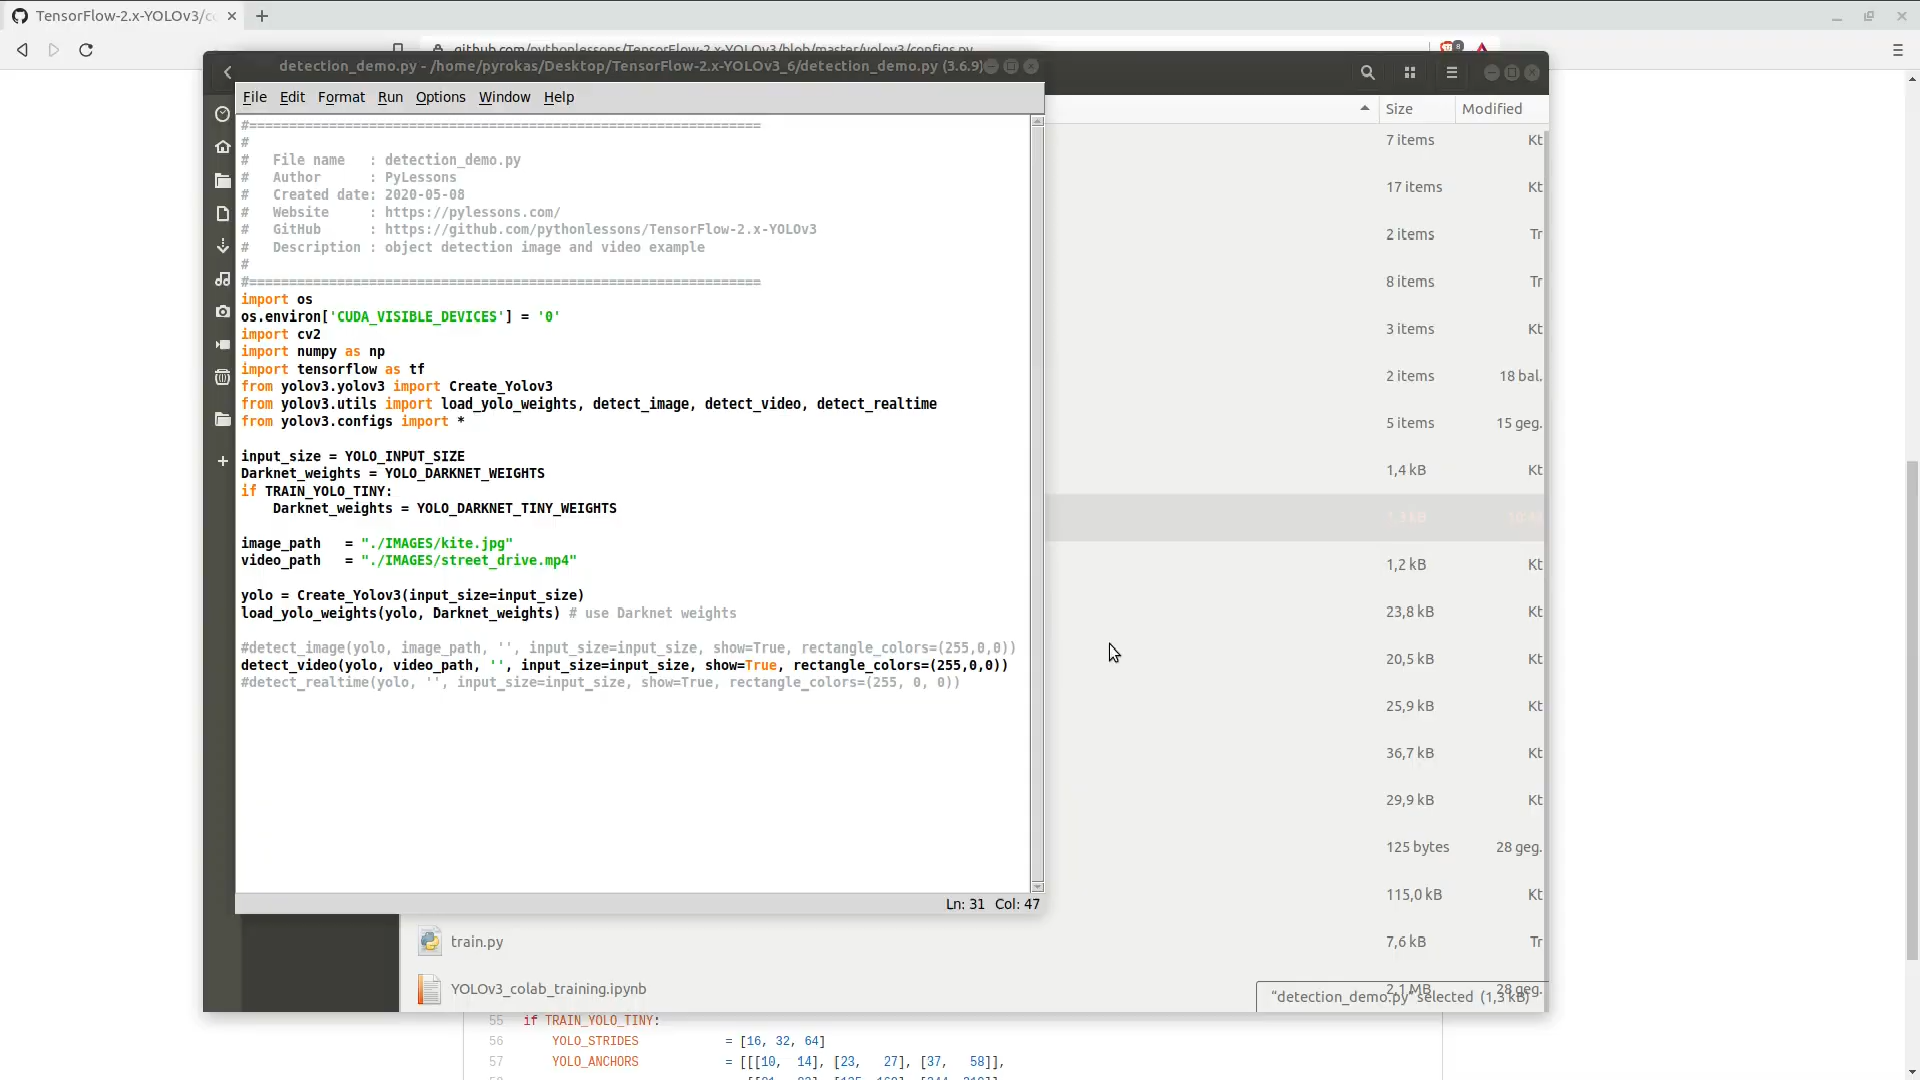 TensorFlow-2.x-YOLOv3/co
github.com/pythonlessons/TensorFlow-2.x-YOLOv3/blob/master/yolov3/configs.py
8
detection_demo.py - /home/pyrokas/Desktop/TensorFlow-2.x-YOLOv3_6/detection_demo.py (3.6.9)
File Edit Format Run Options Window Help
#================================================================
#
#   File name   : detection_demo.py
#   Author      : PyLessons
#   Created date: 2020-05-08
#   Website     : https://pylessons.com/
#   GitHub      : https://github.com/pythonlessons/TensorFlow-2.x-YOLOv3
#   Description : object detection image and video example
#
#================================================================
import os
os.environ['CUDA_VISIBLE_DEVICES'] = '0'
import cv2
import numpy as np
import tensorflow as tf
from yolov3.yolov3 import Create_Yolov3
from yolov3.utils import load_yolo_weights, detect_image, detect_video, detect_realtime
from yolov3.configs import *
input_size = YOLO_INPUT_SIZE
Darknet_weights = YOLO_DARKNET_WEIGHTS
if TRAIN_YOLO_TINY:
    Darknet_weights = YOLO_DARKNET_TINY_WEIGHTS
image_path   = "./IMAGES/kite.jpg"
video_path   = "./IMAGES/street_drive.mp4"
yolo = Create_Yolov3(input_size=input_size)
load_yolo_weights(yolo, Darknet_weights) # use Darknet weights
#detect_image(yolo, image_path, '', input_size=input_size, show=True, rectangle_colors=(255,0,0))
detect_video(yolo, video_path, '', input_size=input_size, show=True, rectangle_colors=(255,0,0))
#detect_realtime(yolo, '', input_size=input_size, show=True, rectangle_colors=(255, 0, 0))
Ln: 31 Col: 47
Size Modified
7 items Kt
17 items Kt
2 items Tr
8 items Tr
3 items Kt
2 items 18 bal.
5 items 15 geg.
1,4 kB Kt
1,3 kB
1,2 kB Kt
23,8 kB Kt
20,5 kB Kt
25,9 kB Kt
36,7 kB Kt
29,9 kB Kt
125 bytes 28 geg.
115,0 kB Kt
train.py 7,6 kB Tr
YOLOv3_colab_training.ipynb 2,1 MB 28 geg.
"detection_demo.py" selected (1,3 kB)
55 if TRAIN_YOLO_TINY:
56 YOLO_STRIDES = [16, 32, 64]
57 YOLO_ANCHORS = [[[10, 14], [23, 27], [37, 58]],